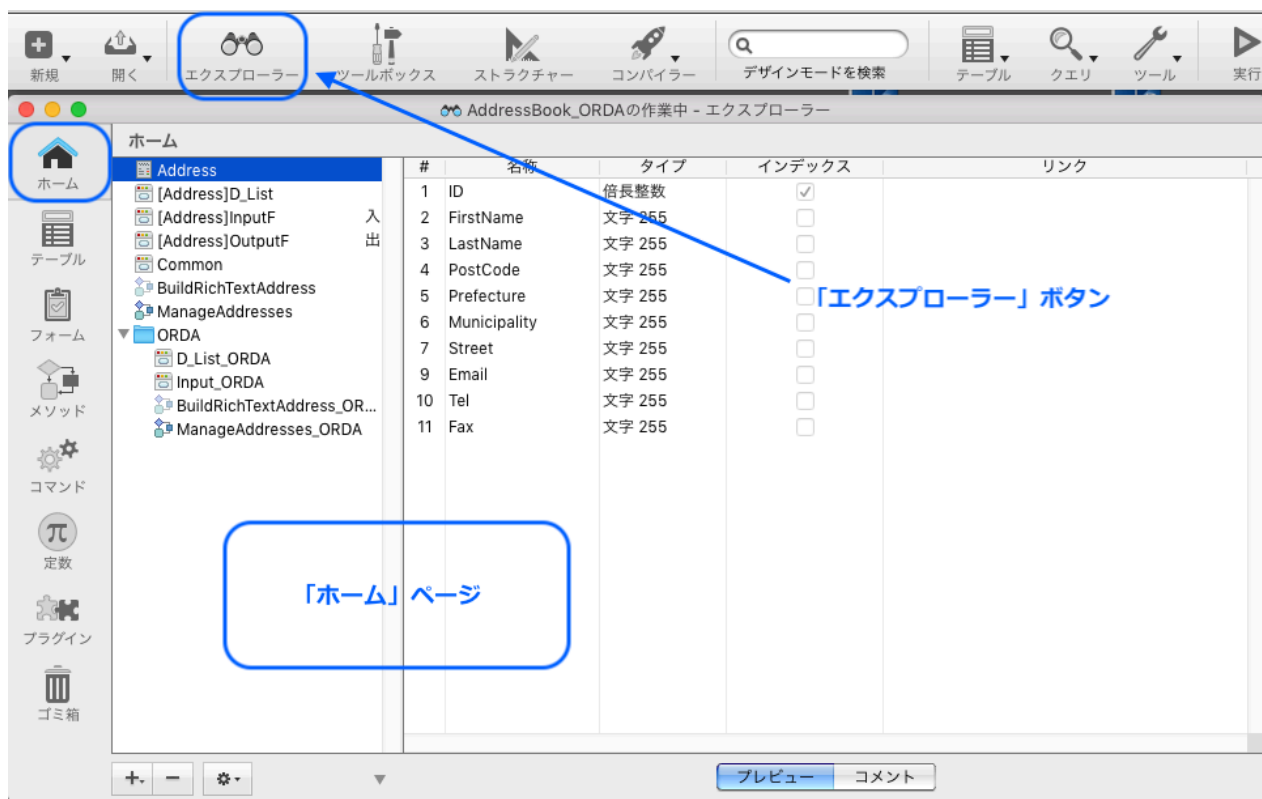 新規
開く
エクスプローラー
ツールボックス
ストラクチャー
コンパイラー
デザインモードを検索
テーブル
クエリ
ツール
実行
AddressBook_ORDAの作業中 – エクスプローラー
ホーム
テーブル
フォーム
メソッド
コマンド
π
定数
プラグイン
ゴミ箱
ホーム
Address
[Address]D_List
[Address]InputF 入
[Address]OutputF 出
Common
BuildRichTextAddress
ManageAddresses
ORDA
D_List_ORDA
Input_ORDA
BuildRichTextAddress_OR...
ManageAddresses_ORDA
# 名称 タイプ インデックス リンク
1 ID 倍長整数
2 FirstName 文字 255
3 LastName 文字 255
4 PostCode 文字 255
5 Prefecture 文字 255
6 Municipality 文字 255
7 Street 文字 255
9 Email 文字 255
10 Tel 文字 255
11 Fax 文字 255
「エクスプローラー」ボタン
「ホーム」ページ
プレビュー コメント